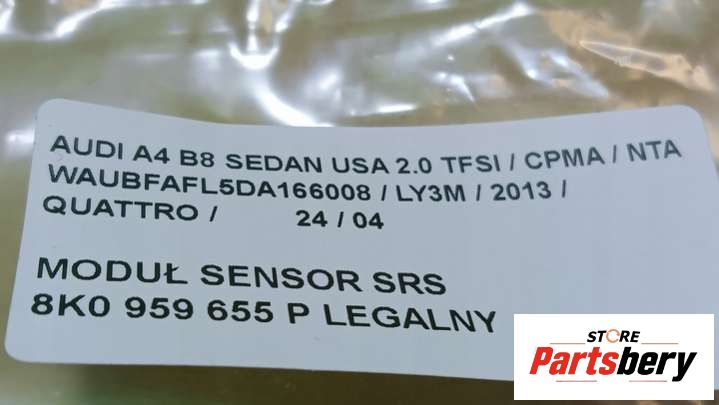 AUDI A4 B8 SEDAN USA 2.0 TFSI / CPMA / NTA
WAUBFAFL5DA166008 / LY3M / 2013 /
QUATTRO / 24 / 04
MODUŁ SENSOR SRS
8K0 959 655 P LEGALNY
STORE
Partsbery